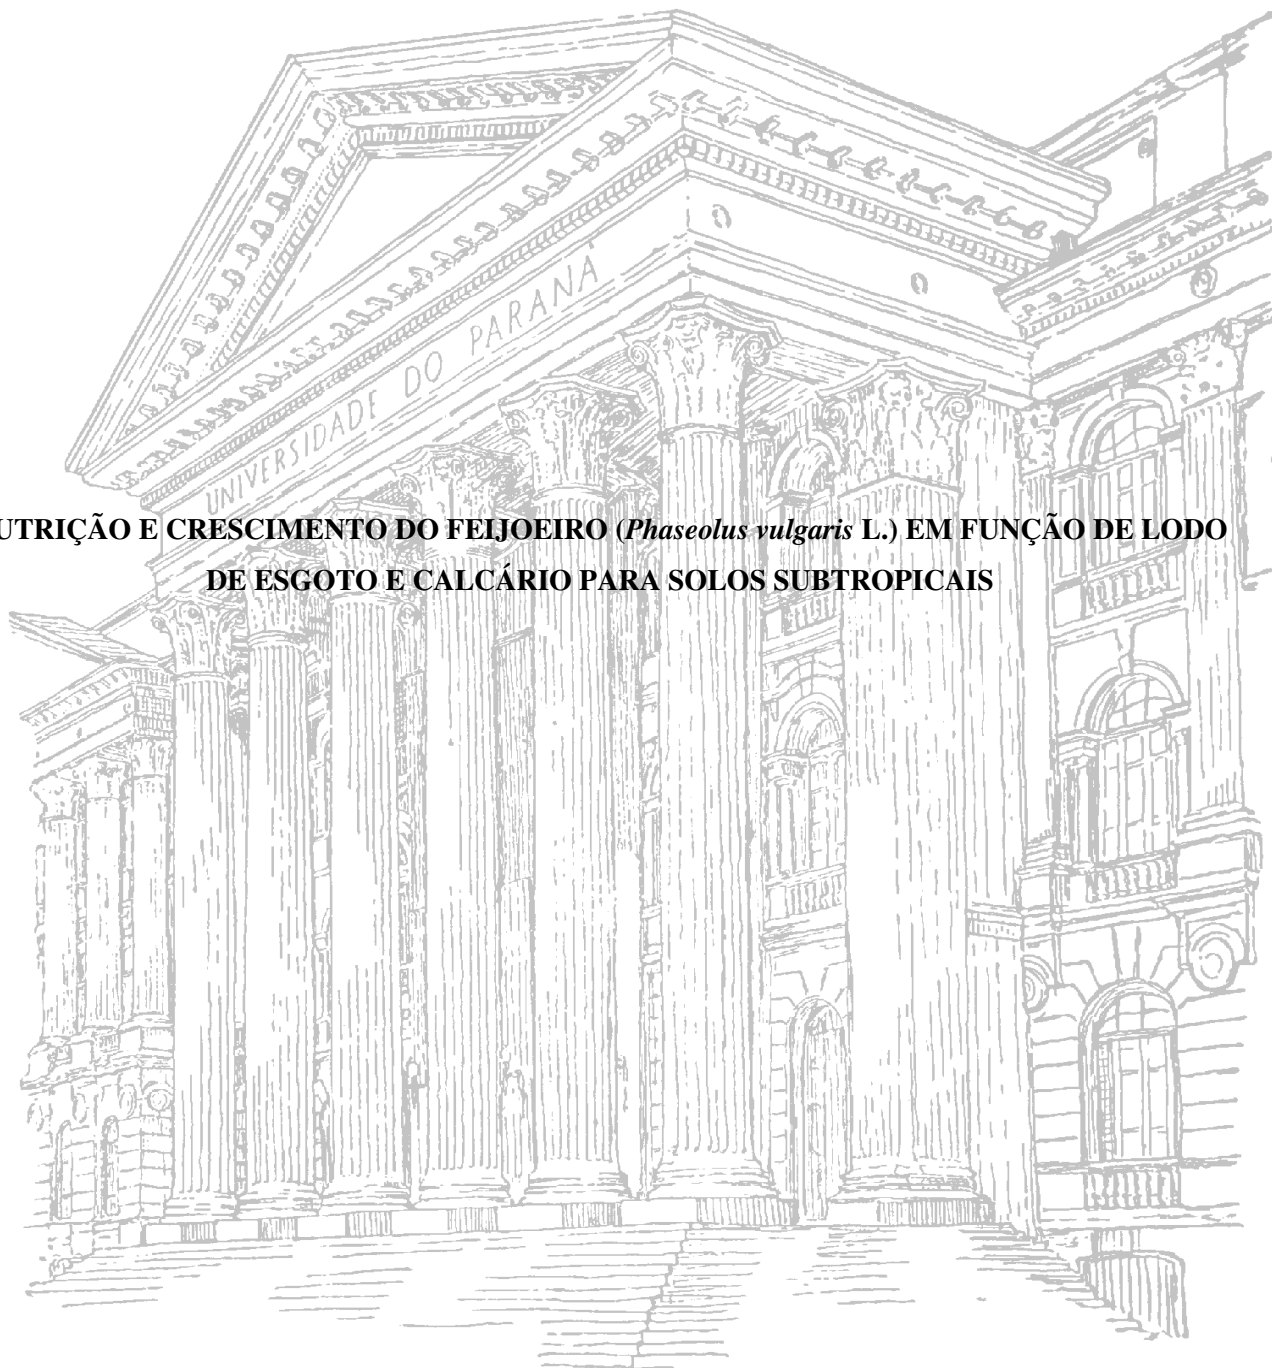 UNIVERSIDADE DO PARANÁ
UTRIÇÃO E CRESCIMENTO DO FEIJOEIRO (Phaseolus vulgaris L.) EM FUNÇÃO DE LODO
DE ESGOTO E CALCÁRIO PARA SOLOS SUBTROPICAIS